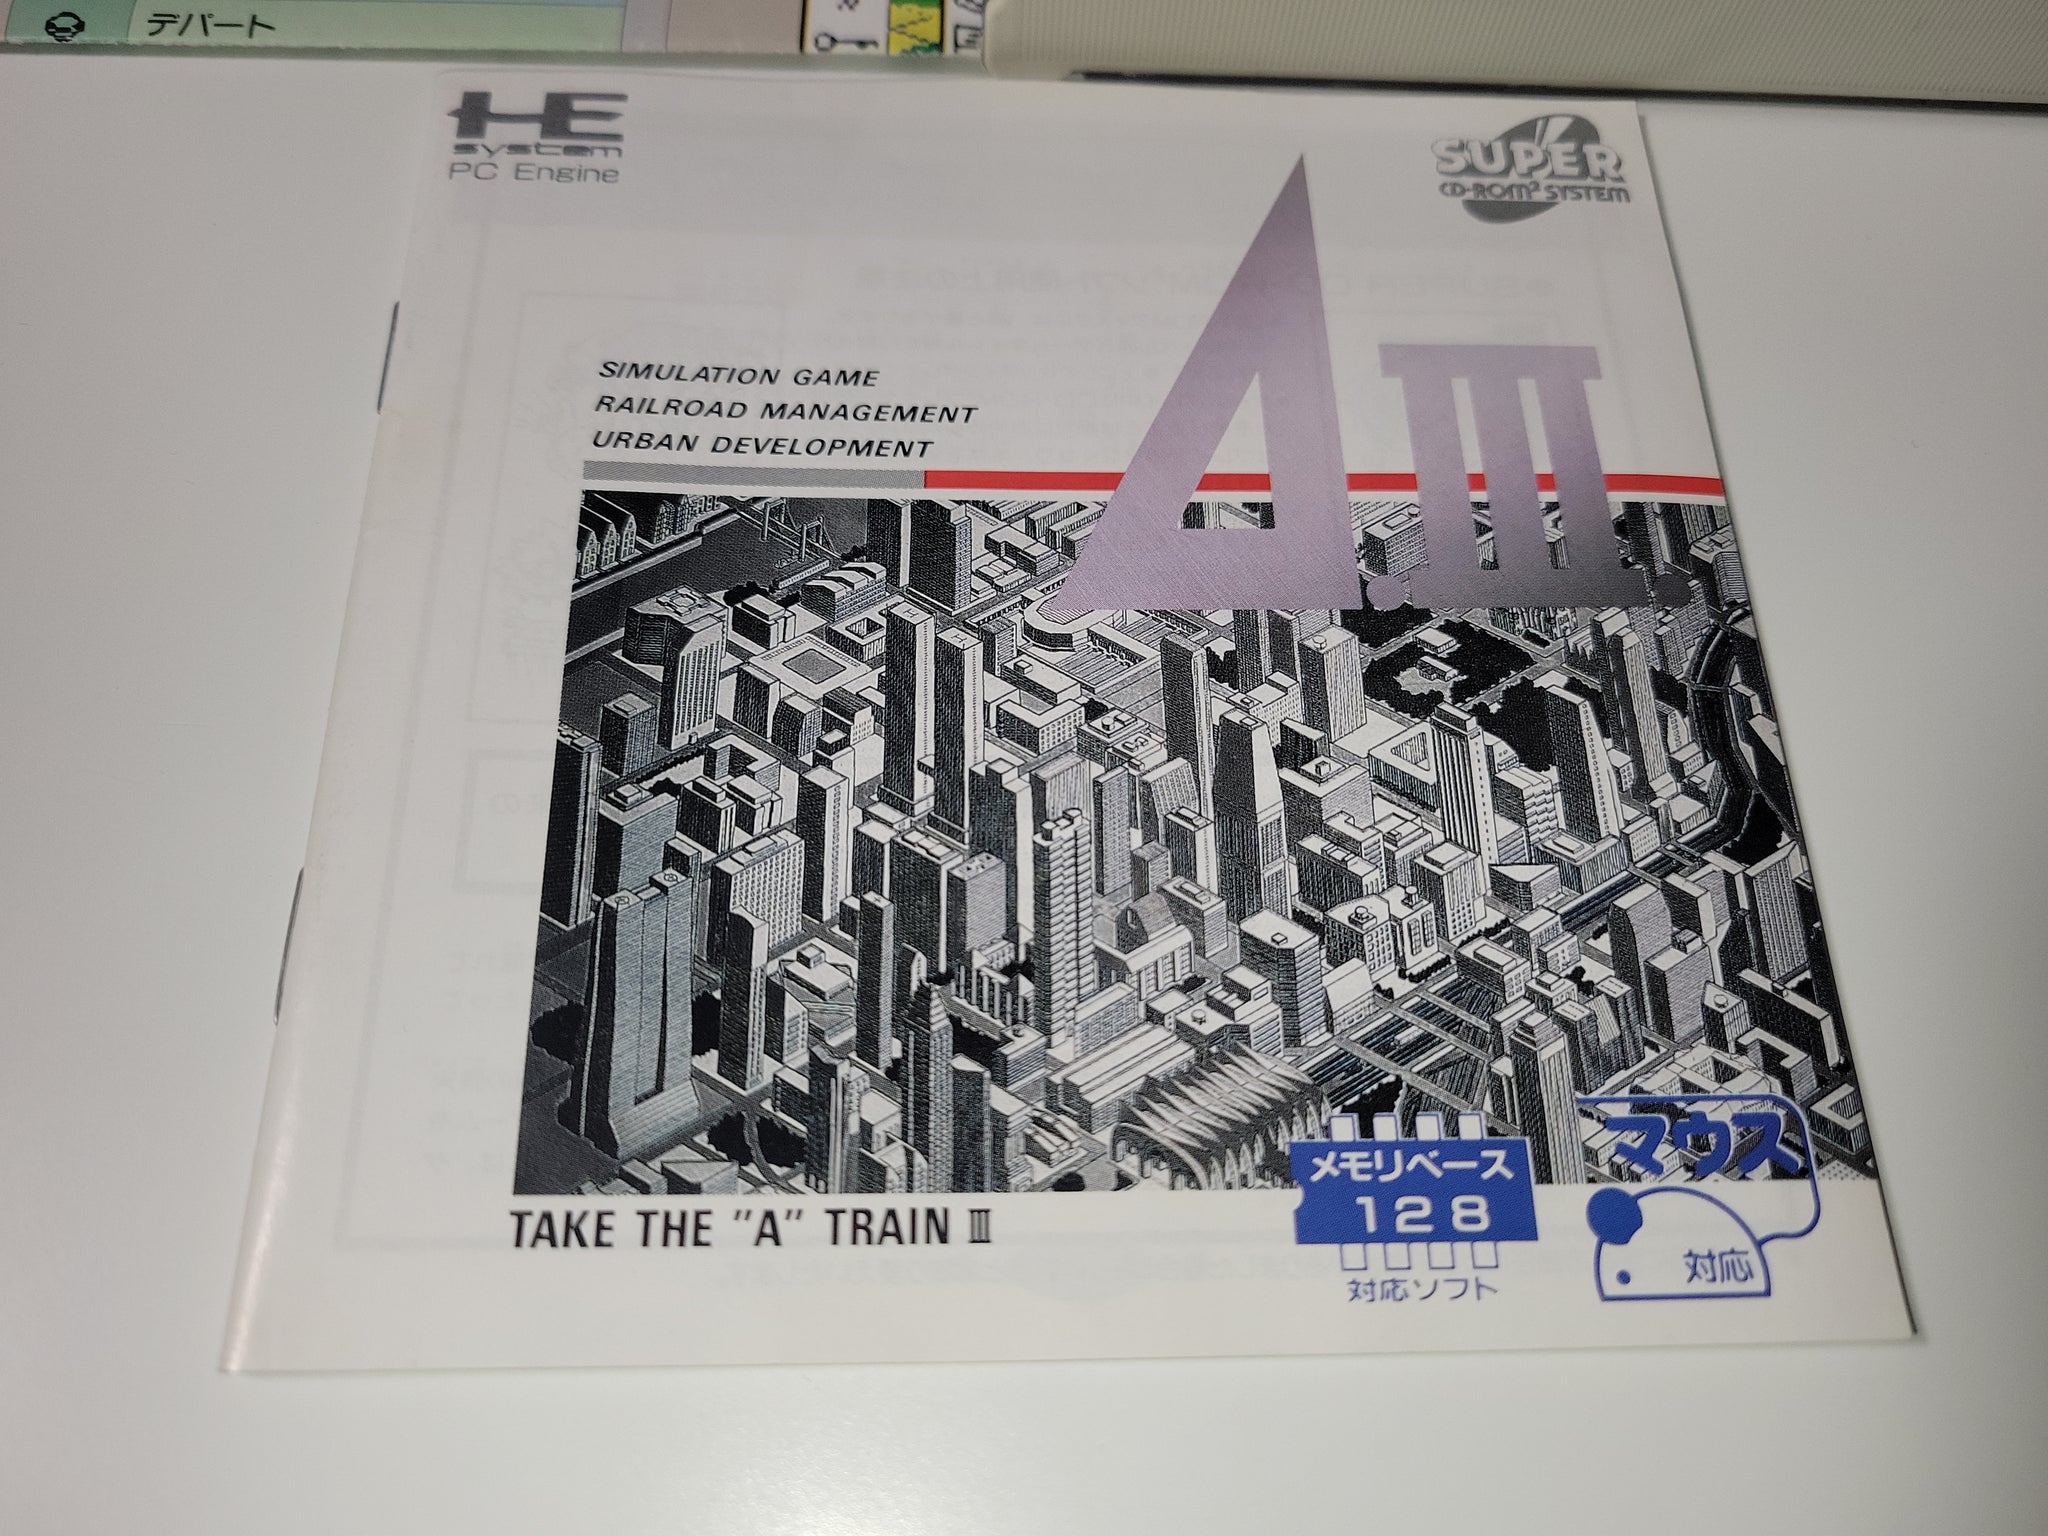 デパート
HE
system
PC Engine
SUPER
CD-ROM² SYSTEM
A.III.
SIMULATION GAME
RAILROAD MANAGEMENT
URBAN DEVELOPMENT
TAKE THE "A" TRAIN III
メモリベース
128
対応ソフト
マウス
対応